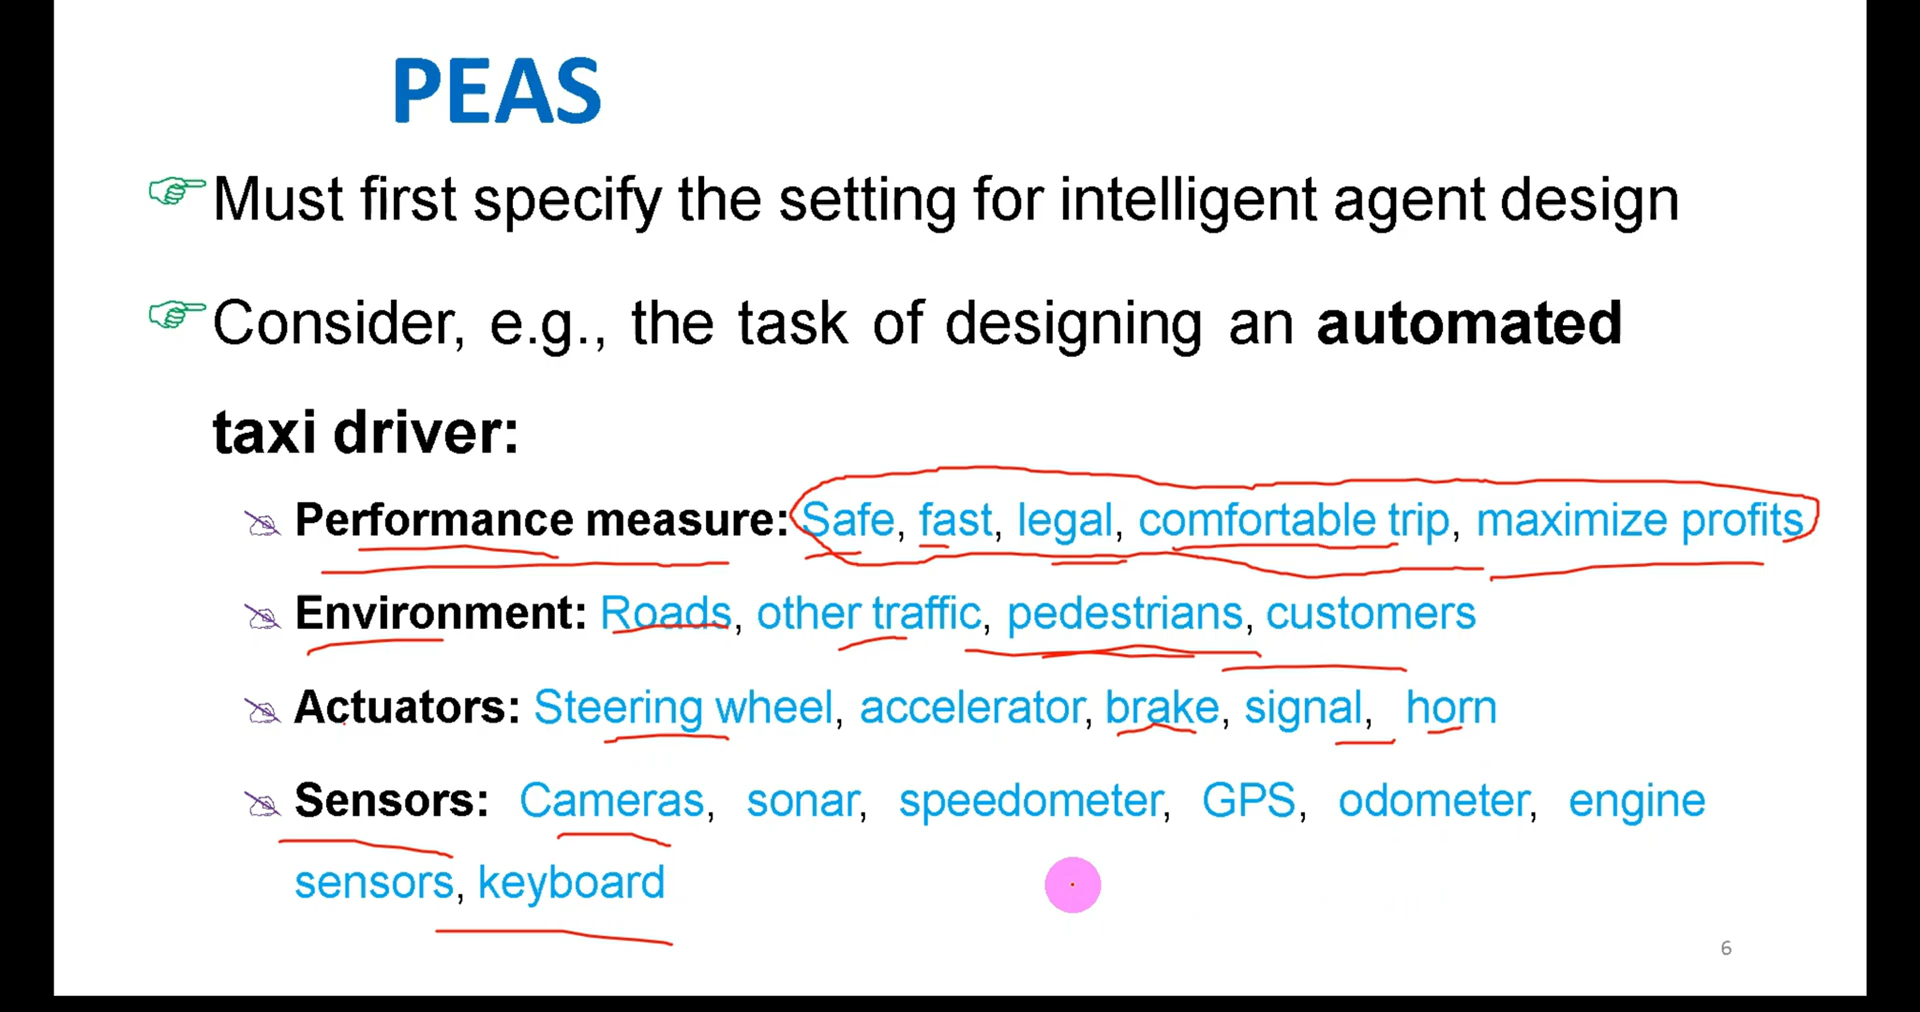 PEAS
Must first specify the setting for intelligent agent design
Consider, e.g., the task of designing an automated
taxi driver:
Performance measure: Safe, fast, legal, comfortable trip, maximize profits
Environment: Roads, other traffic, pedestrians, customers
Actuators: Steering wheel, accelerator, brake, signal, horn
Sensors: Cameras, sonar, speedometer, GPS, odometer, engine
sensors, keyboard
6